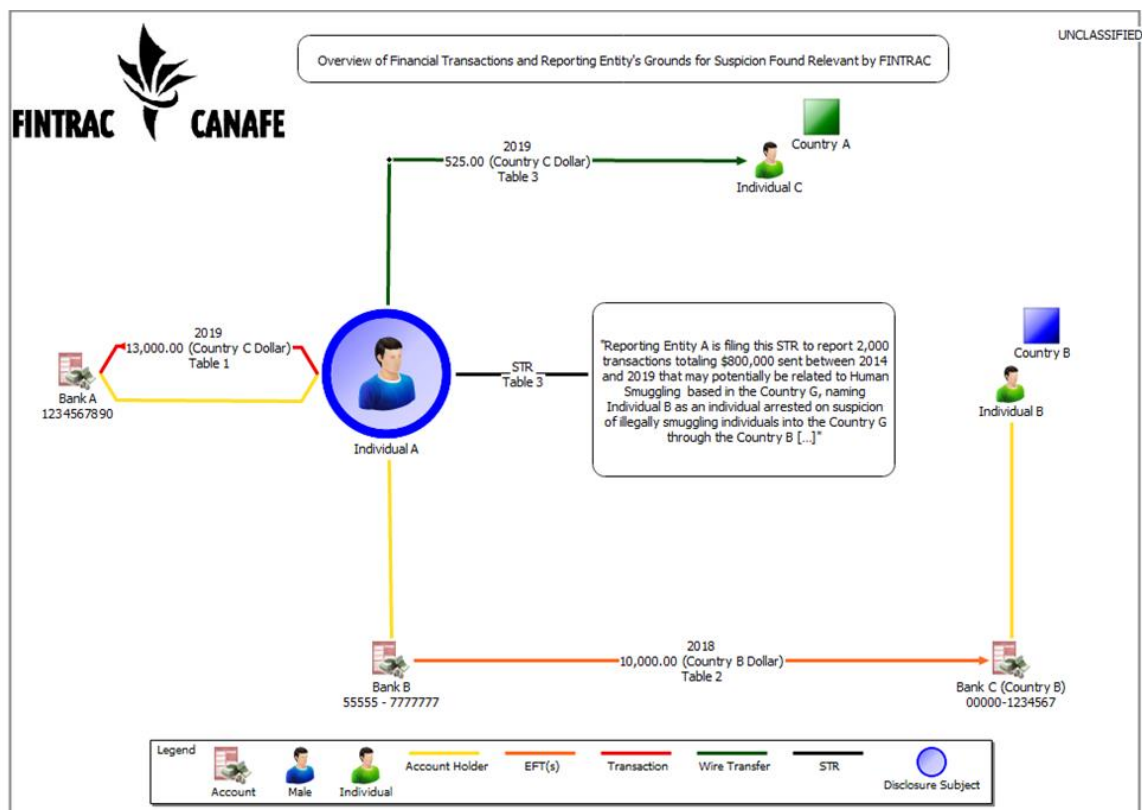 UNCLASSIFIED
Overview of Financial Transactions and Reporting Entity's Grounds for Suspicion Found Relevant by FINTRAC
FINTRAC CANAFE
Country A
2019
525.00 (Country C Dollar)
Table 3
Individual C
2019
13,000.00 (Country C Dollar)
Table 1
Bank A
1234567890
Individual A
STR
Table 3
"Reporting Entity A is filing this STR to report 2,000
transactions totaling $800,000 sent between 2014
and 2019 that may potentially be related to Human
Smuggling based in the Country G, naming
Individual B as an individual arrested on suspicion
of illegally smuggling individuals into the Country G
through the Country B [...]"
Country B
Individual B
Bank B
55555 - 7777777
2018
10,000.00 (Country B Dollar)
Table 2
Bank C (Country B)
00000-1234567
Legend
Account
Male
Individual
Account Holder
EFT(s)
Transaction
Wire Transfer
STR
Disclosure Subject